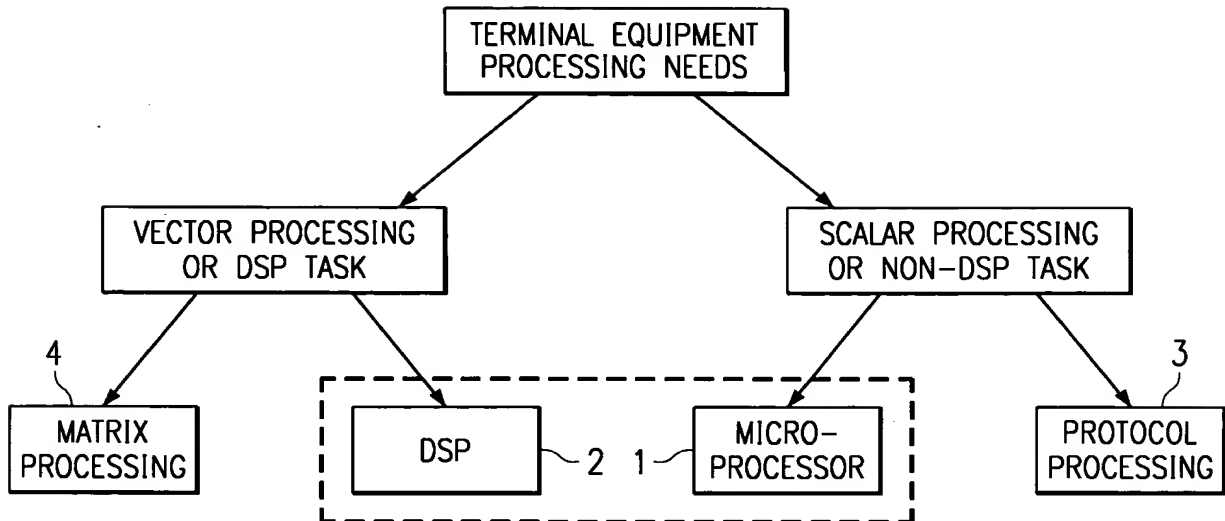 TERMINAL EQUIPMENT
PROCESSING NEEDS
VECTOR PROCESSING
OR DSP TASK
SCALAR PROCESSING
OR NON-DSP TASK
4
3
MATRIX
PROCESSING
DSP
2
1
MICRO-
PROCESSOR
PROTOCOL
PROCESSING